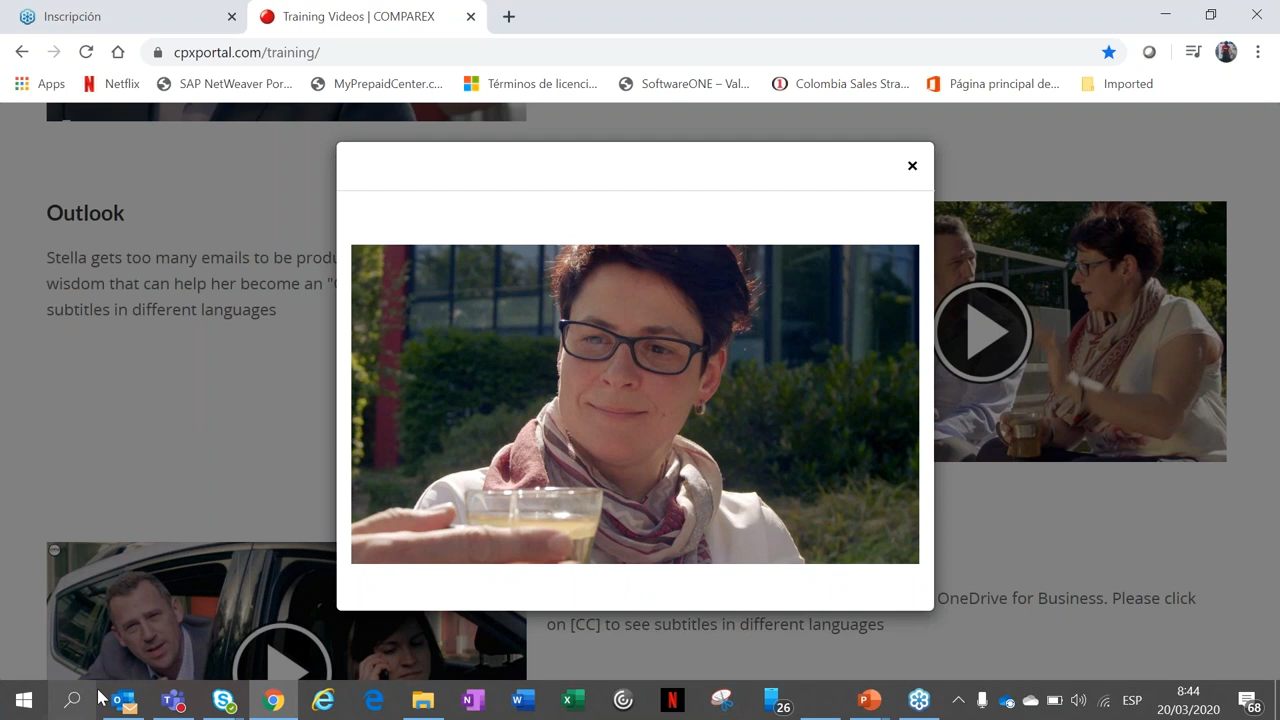 Inscripción
Training Videos | COMPAREX
cpxportal.com/training/
Apps
Netflix
SAP NetWeaver Por...
MyPrepaidCenter.c...
Términos de licenci...
SoftwareONE – Val...
Colombia Sales Stra...
Página principal de...
Imported
Outlook
Stella gets too many emails to be produ
wisdom that can help her become an "
subtitles in different languages
OneDrive for Business. Please click
on [CC] to see subtitles in different languages
26
ESP
8:44
20/03/2020
68